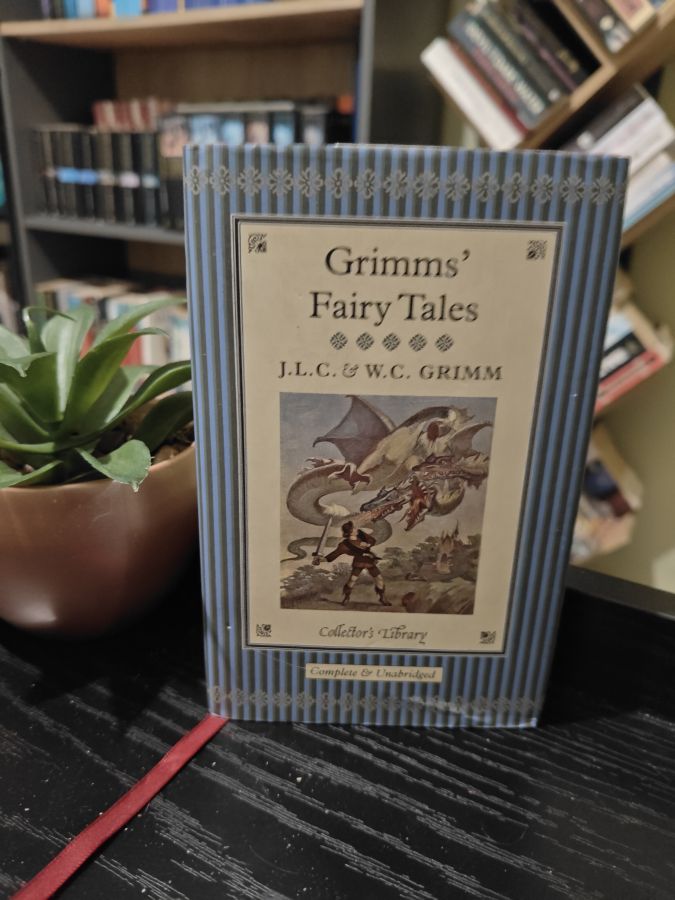 Grimms'
Fairy Tales
J.L.C. & W.C. GRIMM
Collector's Library
Complete & Unabridged